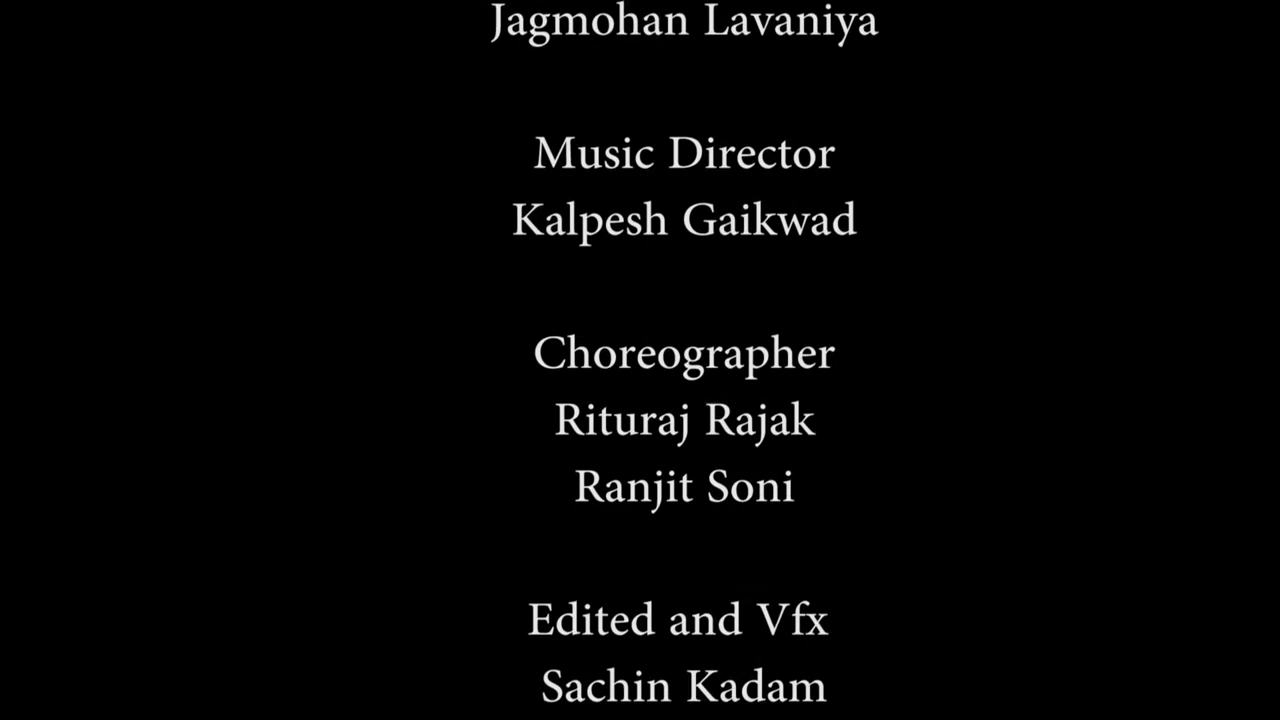 Jagmohan Lavaniya
Music Director
Kalpesh Gaikwad
Choreographer
Rituraj Rajak
Ranjit Soni
Edited and Vfx
Sachin Kadam